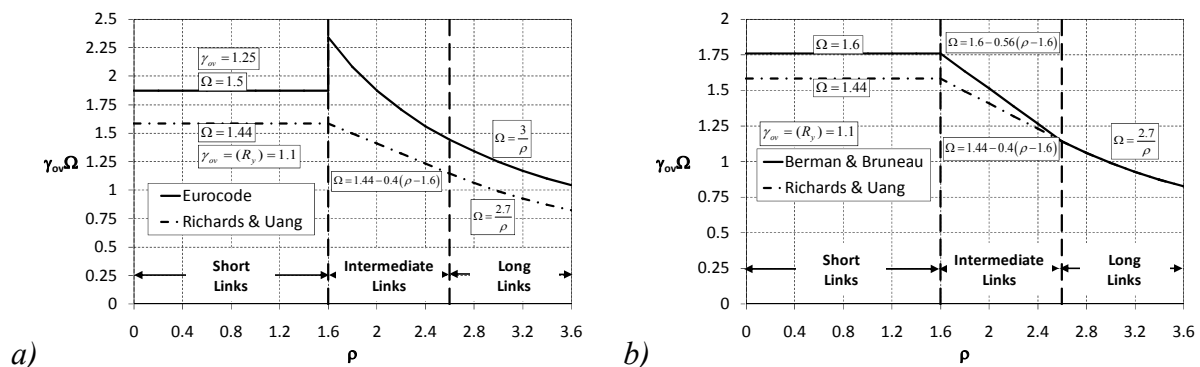 a)
γovΩ
2.5
2.25
2
1.75
1.5
1.25
1
0.75
0.5
0.25
0
γov = 1.25
Ω = 1.5
Ω = 1.44
γov = (Ry) = 1.1
Ω = 3/ρ
Ω = 1.44 − 0.4(ρ − 1.6)
Ω = 2.7/ρ
Eurocode
Richards & Uang
Short Links
Intermediate Links
Long Links
0 0.4 0.8 1.2 1.6 2 2.4 2.8 3.2 3.6
ρ
b)
γovΩ
2
1.75
1.5
1.25
1
0.75
0.5
0.25
0
Ω = 1.6
Ω = 1.6 − 0.56(ρ − 1.6)
Ω = 1.44
γov = (Ry) = 1.1
Ω = 1.44 − 0.4(ρ − 1.6)
Ω = 2.7/ρ
Berman & Bruneau
Richards & Uang
Short Links
Intermediate Links
Long Links
0 0.4 0.8 1.2 1.6 2 2.4 2.8 3.2 3.6
ρ